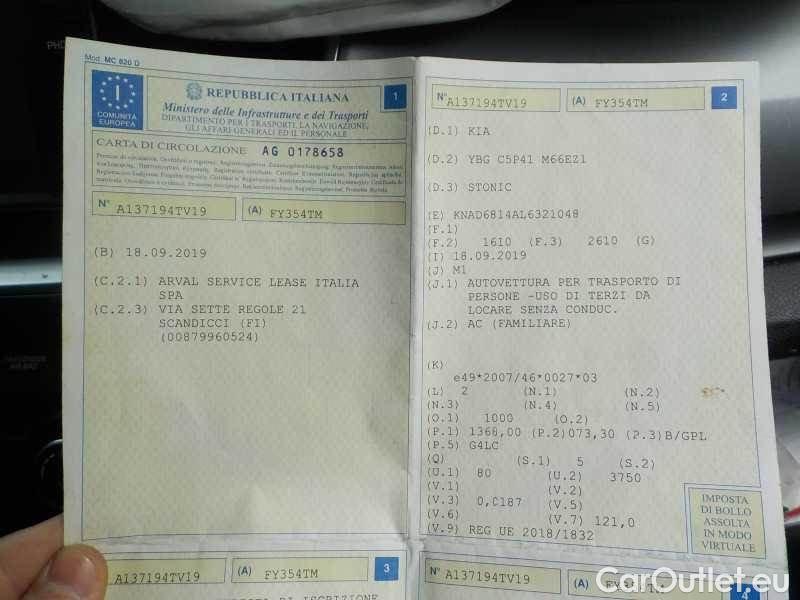 Mod. MC 820 D
I
COMUNITÀ
EUROPEA
REPUBBLICA ITALIANA
Ministero delle Infrastrutture e dei Trasporti
DIPARTIMENTO PER I TRASPORTI, LA NAVIGAZIONE,
GLI AFFARI GENERALI ED IL PERSONALE
1
CARTA DI CIRCOLAZIONE AG 0178658
N° A137194TV19 (A) FY354TM
(B) 18.09.2019
(C.2.1) ARVAL SERVICE LEASE ITALIA
SPA
(C.2.3) VIA SETTE REGOLE 21
SCANDICCI (FI)
(00879960524)
N° A137194TV19 (A) FY354TM 2
(D.1) KIA
(D.2) YBG C5P41 M66EZ1
(D.3) STONIC
(E) KNAD6814AL6321048
(F.1)
(F.2) 1610 (F.3) 2610 (G)
(I) 18.09.2019
(J) M1
(J.1) AUTOVETTURA PER TRASPORTO DI
PERSONE -USO DI TERZI DA
LOCARE SENZA CONDUC.
(J.2) AC (FAMILIARE)
(K)
e49*2007/46*0027*03
(L) 2 (N.1) (N.2)
(N.3) (N.4) (N.5)
(O.1) 1000 (O.2)
(P.1) 1368,00 (P.2)073,30 (P.3)B/GPL
(P.5) G4LC
(Q) (S.1) 5 (S.2)
(U.1) 80 (U.2) 3750
(V.1) (V.2)
(V.3) 0,0187 (V.5)
(V.6) (V.7) 121,0
(V.9) REG UE 2018/1832
IMPOSTA
DI BOLLO
ASSOLTA
IN MODO
VIRTUALE
A137194TV19 (A) FY354TM 3
N° A137194TV19 (A) 4
DI ISCRIZIONE
CarOutlet.eu